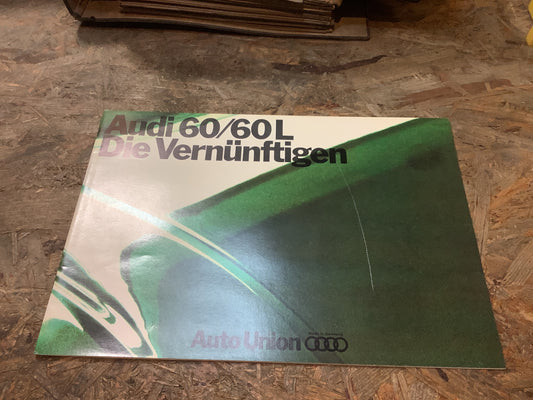 Audi 60/60 L
Die Vernünftigen
Auto Union